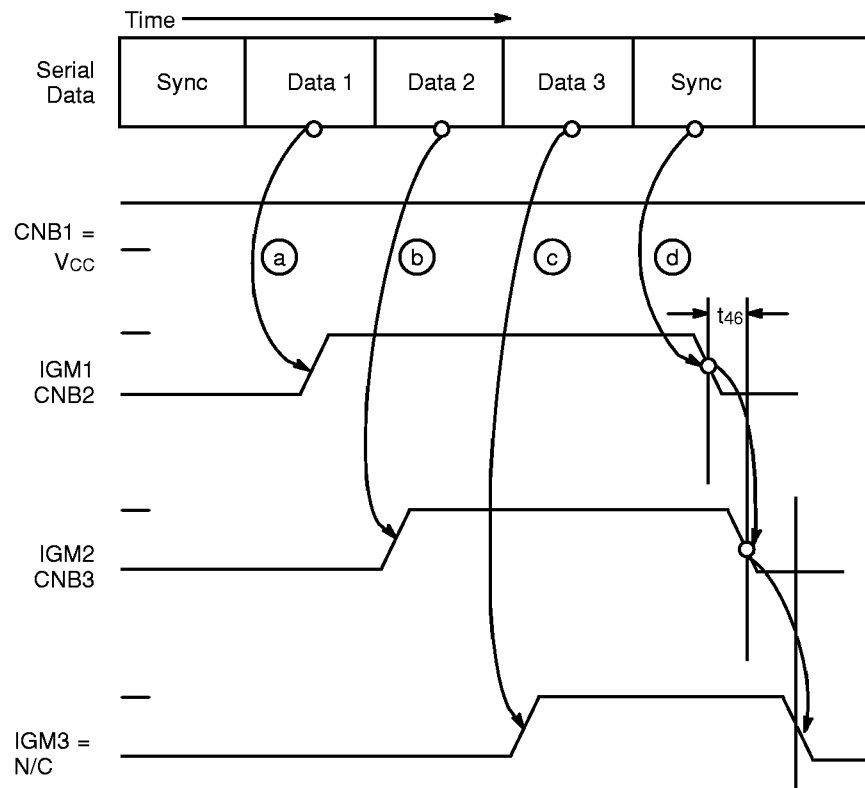 Time
Serial
Data
Sync
Data 1
Data 2
Data 3
Sync
CNB1 =
VCC
a
b
c
d
t46
IGM1
CNB2
IGM2
CNB3
IGM3 =
N/C